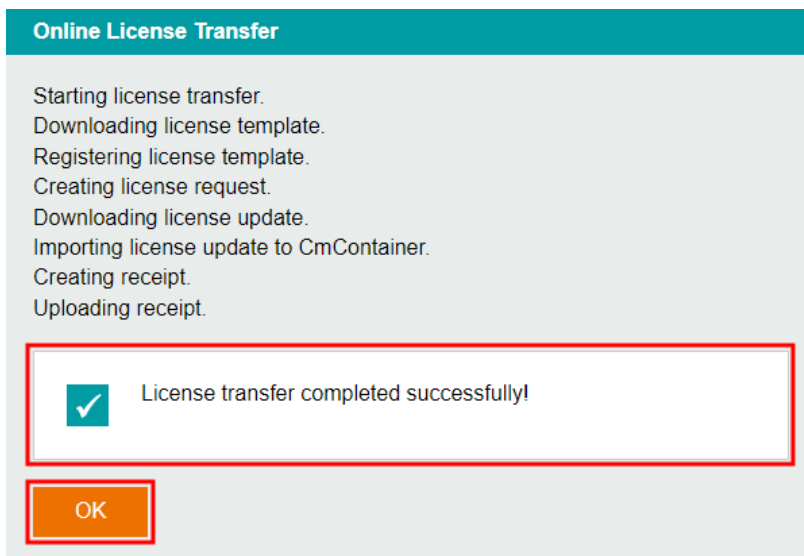 Online License Transfer
Starting license transfer.
Downloading license template.
Registering license template.
Creating license request.
Downloading license update.
Importing license update to CmContainer.
Creating receipt.
Uploading receipt.
License transfer completed successfully!
OK